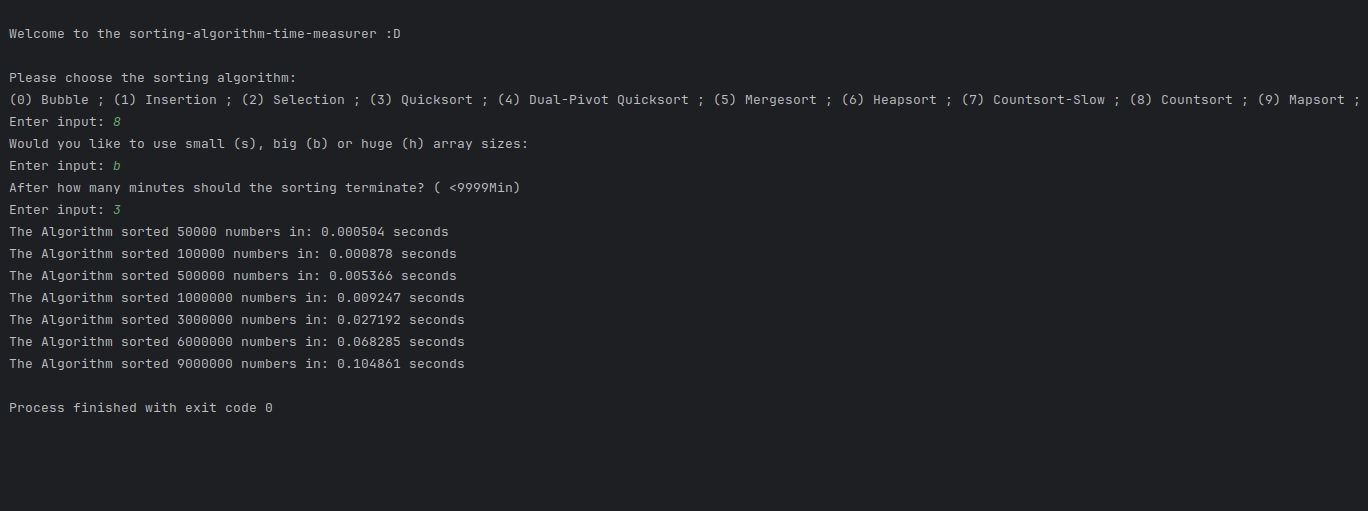 Welcome to the sorting-algorithm-time-measurer :D
Please choose the sorting algorithm:
(0) Bubble ; (1) Insertion ; (2) Selection ; (3) Quicksort ; (4) Dual-Pivot Quicksort ; (5) Mergesort ; (6) Heapsort ; (7) Countsort-Slow ; (8) Countsort ; (9) Mapsort ;
Enter input: 8
Would you like to use small (s), big (b) or huge (h) array sizes:
Enter input: b
After how many minutes should the sorting terminate? ( <9999Min)
Enter input: 3
The Algorithm sorted 50000 numbers in: 0.000504 seconds
The Algorithm sorted 100000 numbers in: 0.000878 seconds
The Algorithm sorted 500000 numbers in: 0.005366 seconds
The Algorithm sorted 1000000 numbers in: 0.009247 seconds
The Algorithm sorted 3000000 numbers in: 0.027192 seconds
The Algorithm sorted 6000000 numbers in: 0.068285 seconds
The Algorithm sorted 9000000 numbers in: 0.104861 seconds
Process finished with exit code 0